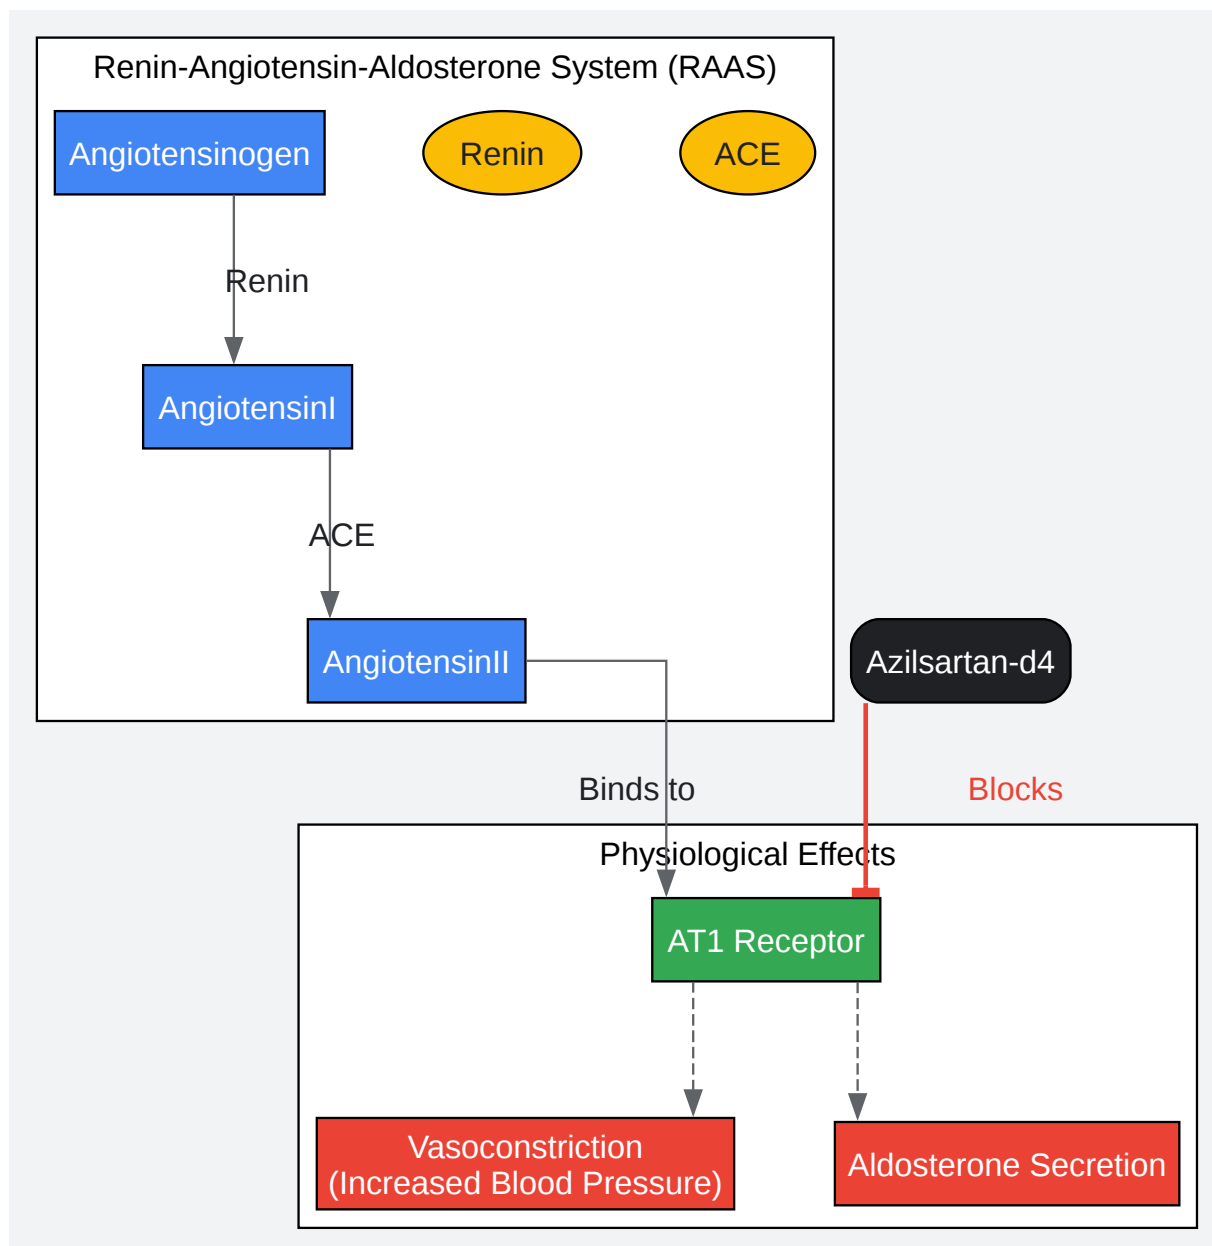 Renin-Angiotensin-Aldosterone System (RAAS)
Angiotensinogen
Renin
ACE
Renin
AngiotensinI
ACE
AngiotensinII
Azilsartan-d4
Binds to
Blocks
Physiological Effects
AT1 Receptor
Vasoconstriction
(Increased Blood Pressure)
Aldosterone Secretion